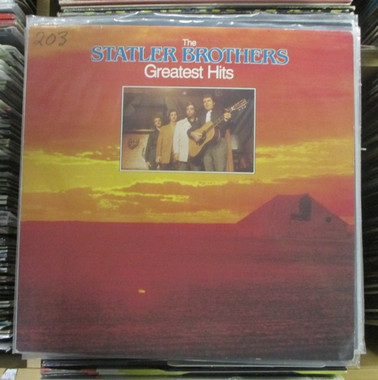 203
The
STATLER BROTHERS
Greatest Hits